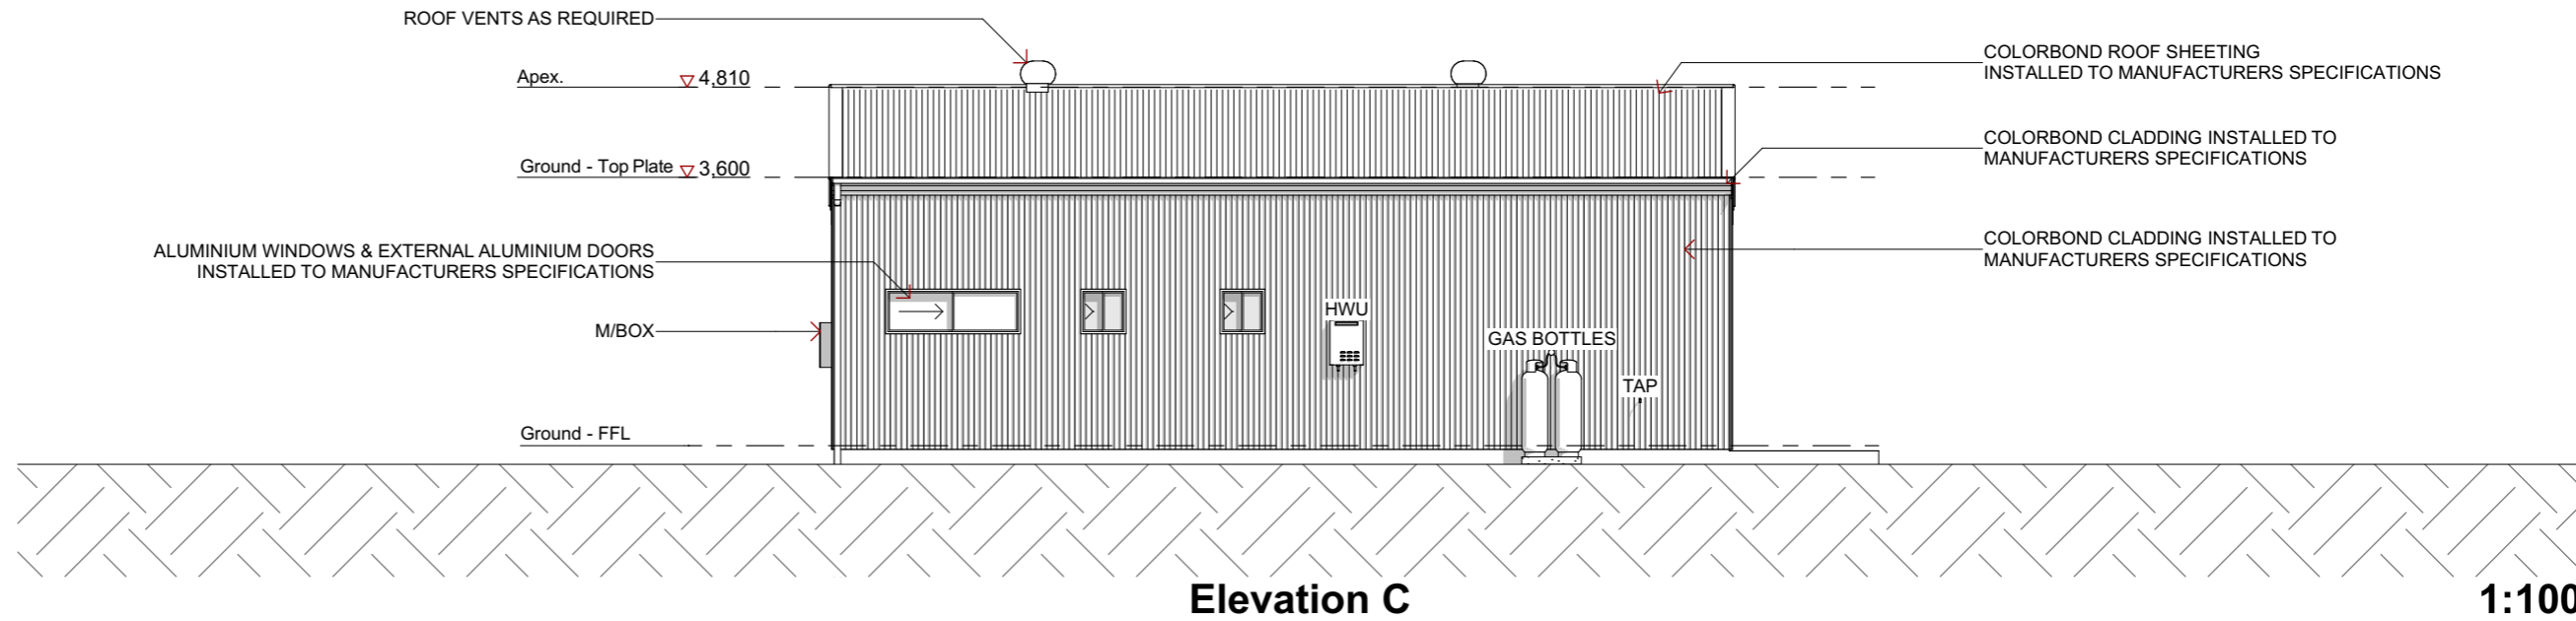 ROOF VENTS AS REQUIRED
Apex. 4,810
Ground - Top Plate 3,600
ALUMINIUM WINDOWS & EXTERNAL ALUMINIUM DOORS
INSTALLED TO MANUFACTURERS SPECIFICATIONS
M/BOX
Ground - FFL
HWU
GAS BOTTLES
TAP
COLORBOND ROOF SHEETING
INSTALLED TO MANUFACTURERS SPECIFICATIONS
COLORBOND CLADDING INSTALLED TO
MANUFACTURERS SPECIFICATIONS
COLORBOND CLADDING INSTALLED TO
MANUFACTURERS SPECIFICATIONS
Elevation C
1:100